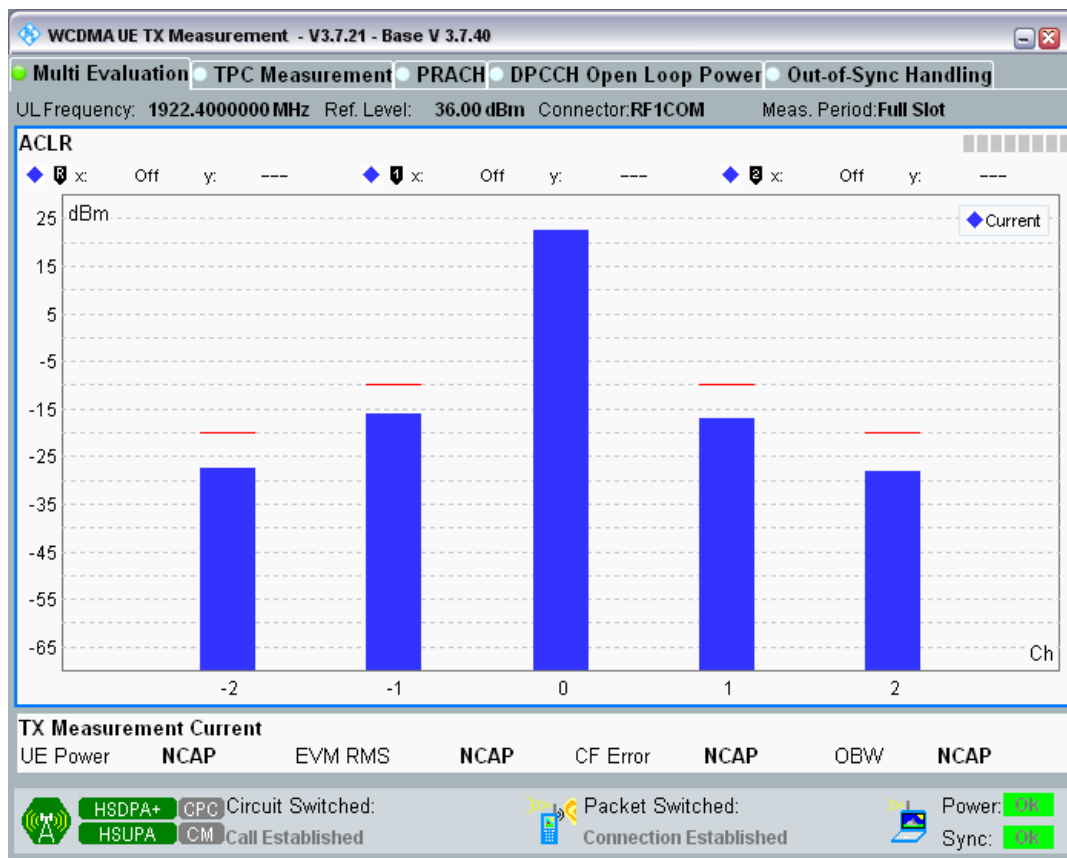 WCDMA UE TX Measurement - V3.7.21 - Base V 3.7.40
Multi Evaluation TPC Measurement PRACH DPCCH Open Loop Power Out-of-Sync Handling
UL Frequency: 1922.4000000 MHz Ref. Level: 36.00 dBm Connector:RF1COM Meas. Period:Full Slot
ACLR
R x: Off y: --- 1 x: Off y: --- 2 x: Off y: ---
dBm
Current
25
15
5
-5
-15
-25
-35
-45
-55
-65
Ch
-2 -1 0 1 2
TX Measurement Current
UE Power NCAP EVM RMS NCAP CF Error NCAP OBW NCAP
HSDPA+ CPC Circuit Switched: Packet Switched: Power: OK
HSUPA CM Call Established Connection Established Sync: OK